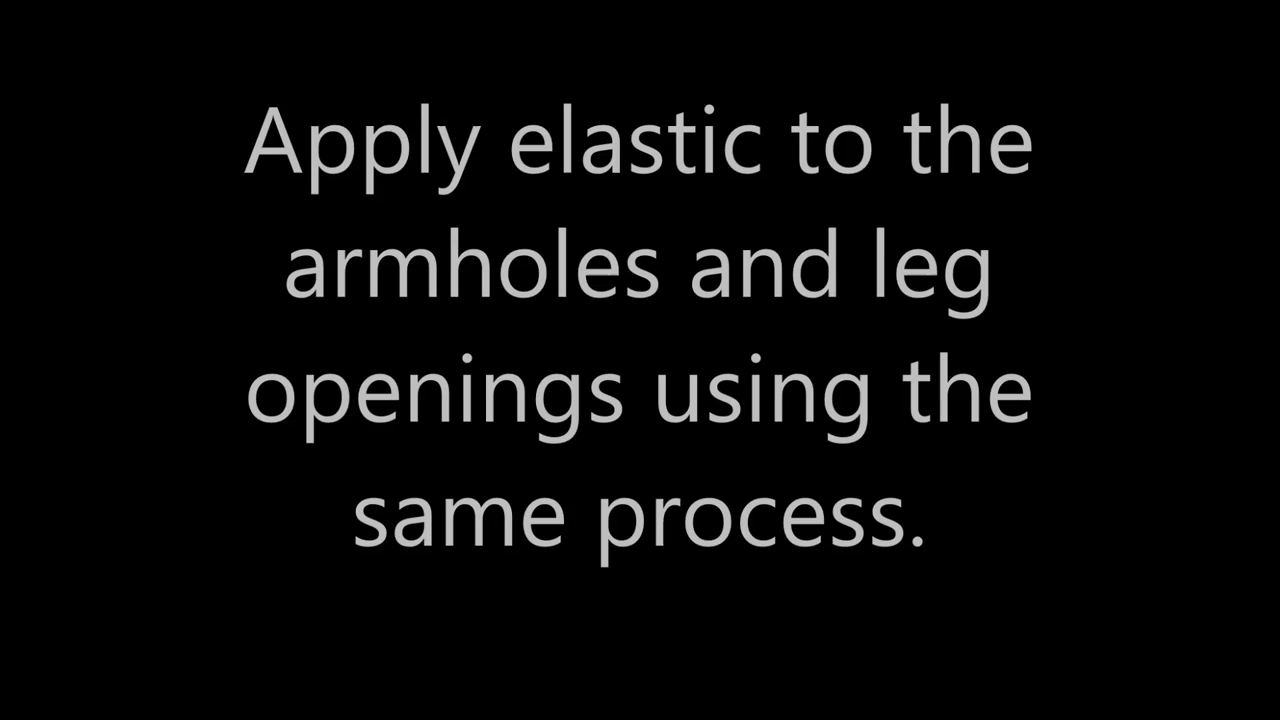 Apply elastic to the
armholes and leg
openings using the
same process.